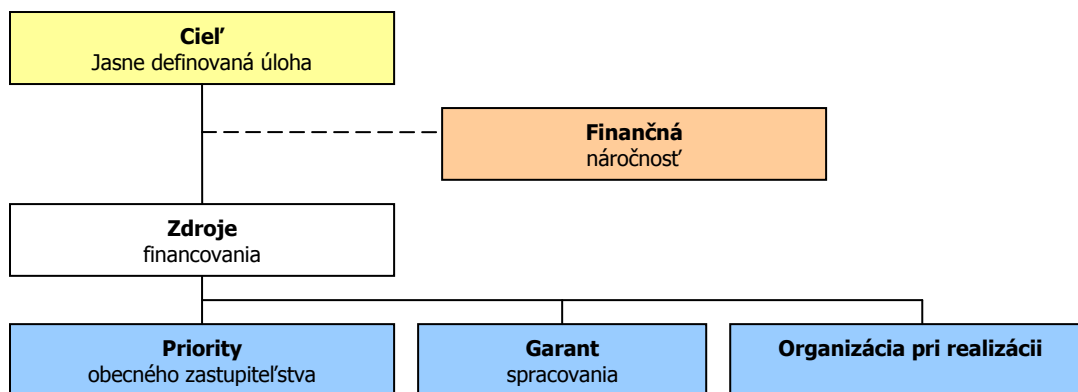 Cieľ
Jasne definovaná úloha
Finančná
náročnosť
Zdroje
financovania
Priority
obecného zastupiteľstva
Garant
spracovania
Organizácia pri realizácii